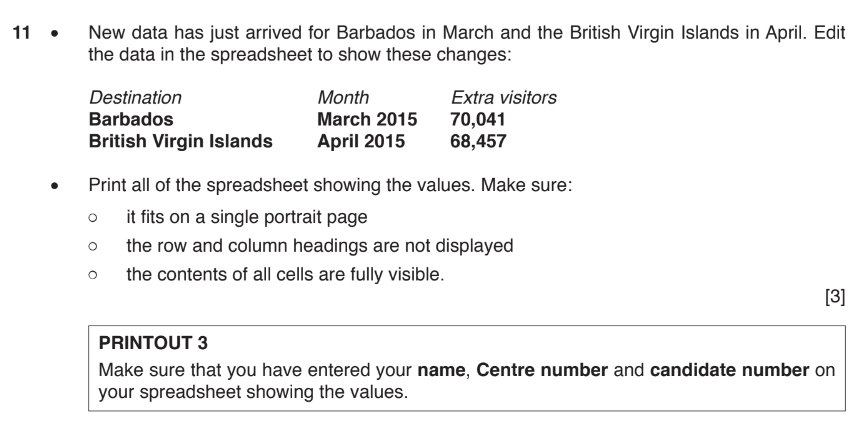 11 • New data has just arrived for Barbados in March and the British Virgin Islands in April. Edit
the data in the spreadsheet to show these changes:
Destination Month Extra visitors
Barbados March 2015 70,041
British Virgin Islands April 2015 68,457
• Print all of the spreadsheet showing the values. Make sure:
○ it fits on a single portrait page
○ the row and column headings are not displayed
○ the contents of all cells are fully visible.
[3]
PRINTOUT 3
Make sure that you have entered your name, Centre number and candidate number on
your spreadsheet showing the values.